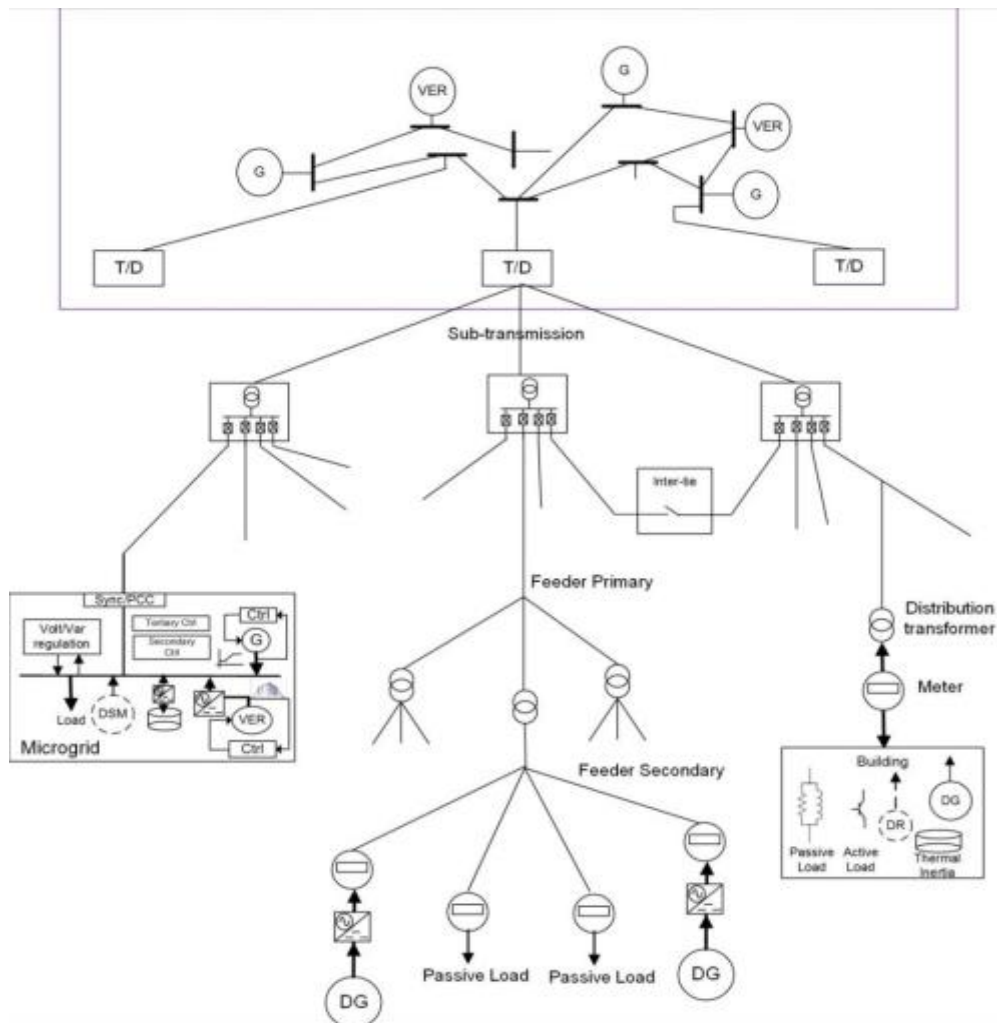 G
VER
VER
G
G
T/D
T/D
T/D
Sub-transmission
Inter-tie
Feeder Primary
Distribution
transformer
Meter
Sync/PCC
Volt/Var
regulation
Tertiary Ctrl
Secondary
Ctrl
Ctrl
G
Load
DSM
VER
Ctrl
Microgrid
Feeder Secondary
Building
DG
DR
Passive
Load
Active
Load
Thermal
Inertia
Passive Load
Passive Load
DG
DG